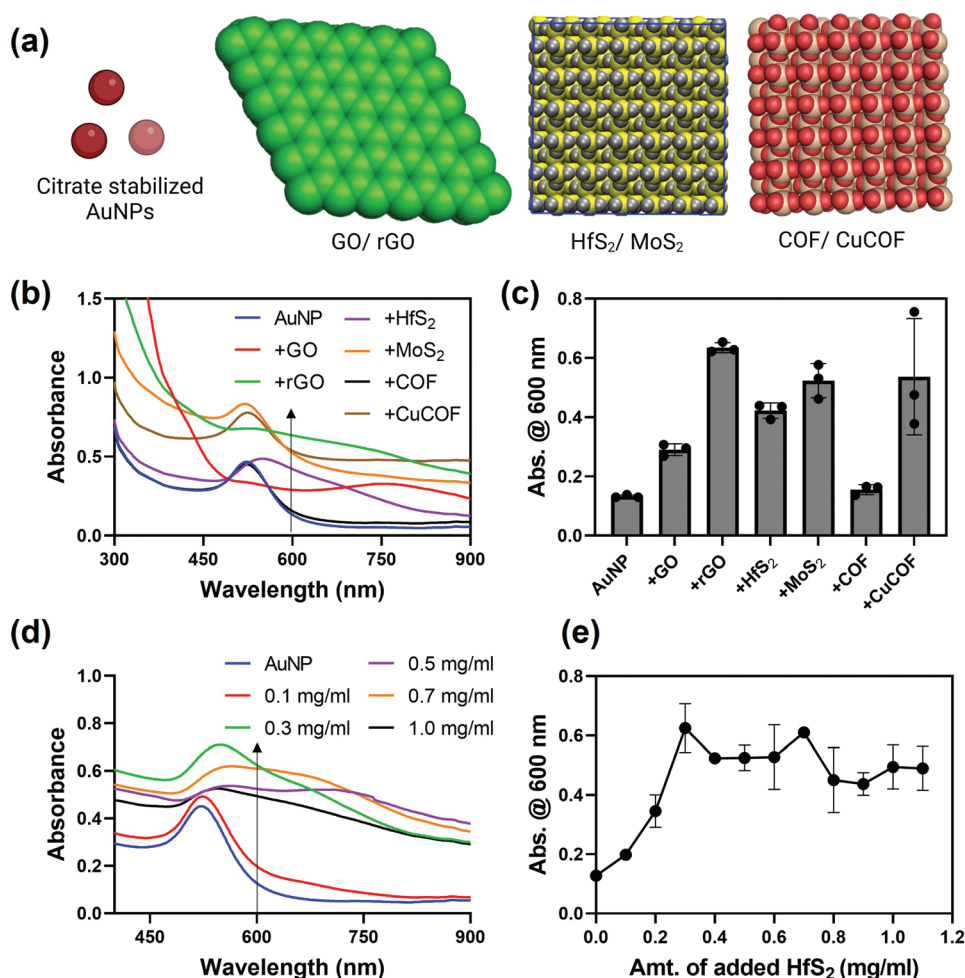 (a)
Citrate stabilized
AuNPs
GO/ rGO
HfS₂/ MoS₂
COF/ CuCOF
(b)
Absorbance
1.5
1.0
0.5
0.0
300
450
600
750
900
Wavelength (nm)
AuNP
+GO
+rGO
+HfS₂
+MoS₂
+COF
+CuCOF
(c)
Abs. @ 600 nm
0.8
0.6
0.4
0.2
0.0
AuNP
+GO
+rGO
+HfS₂
+MoS₂
+COF
+CuCOF
(d)
Absorbance
1.0
0.8
0.6
0.4
0.2
0.0
450
600
750
900
Wavelength (nm)
AuNP
0.1 mg/ml
0.3 mg/ml
0.5 mg/ml
0.7 mg/ml
1.0 mg/ml
(e)
Abs. @ 600 nm
0.8
0.6
0.4
0.2
0.0
0.0
0.2
0.4
0.6
0.8
1.0
1.2
Amt. of added HfS₂ (mg/ml)